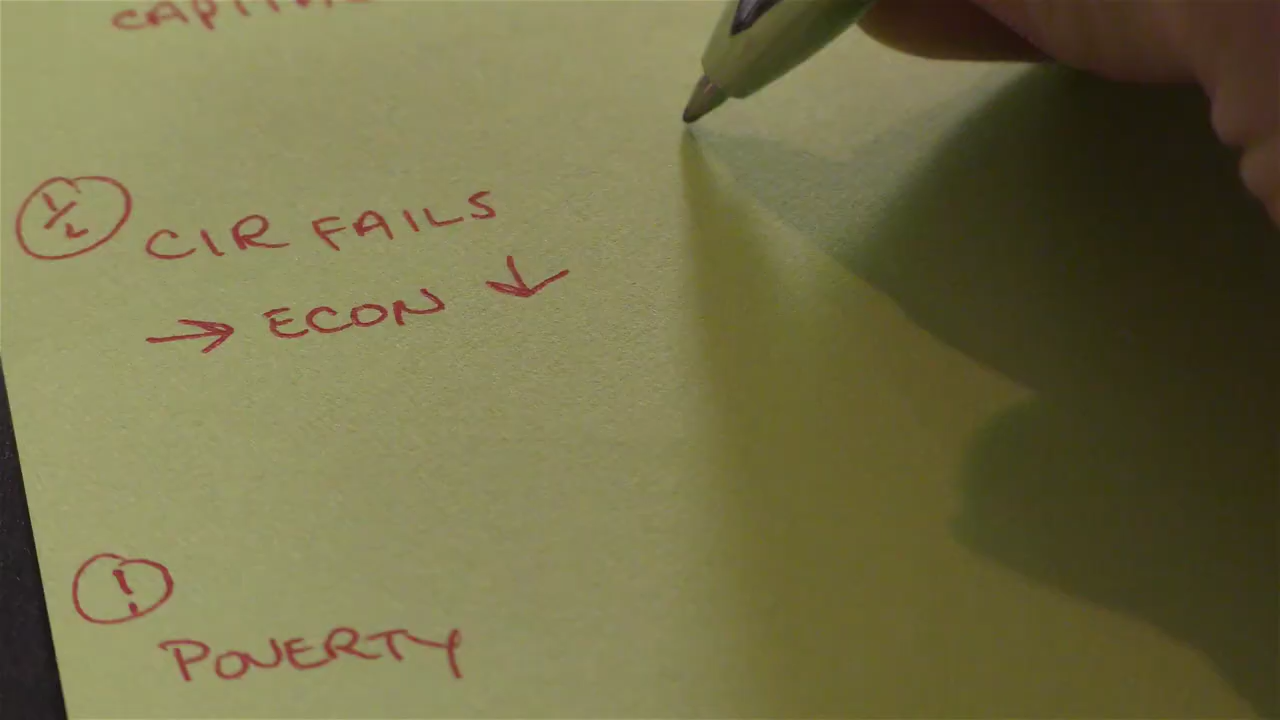 1/2 CIR FAILS
→ ECON ↓
!
POVERTY